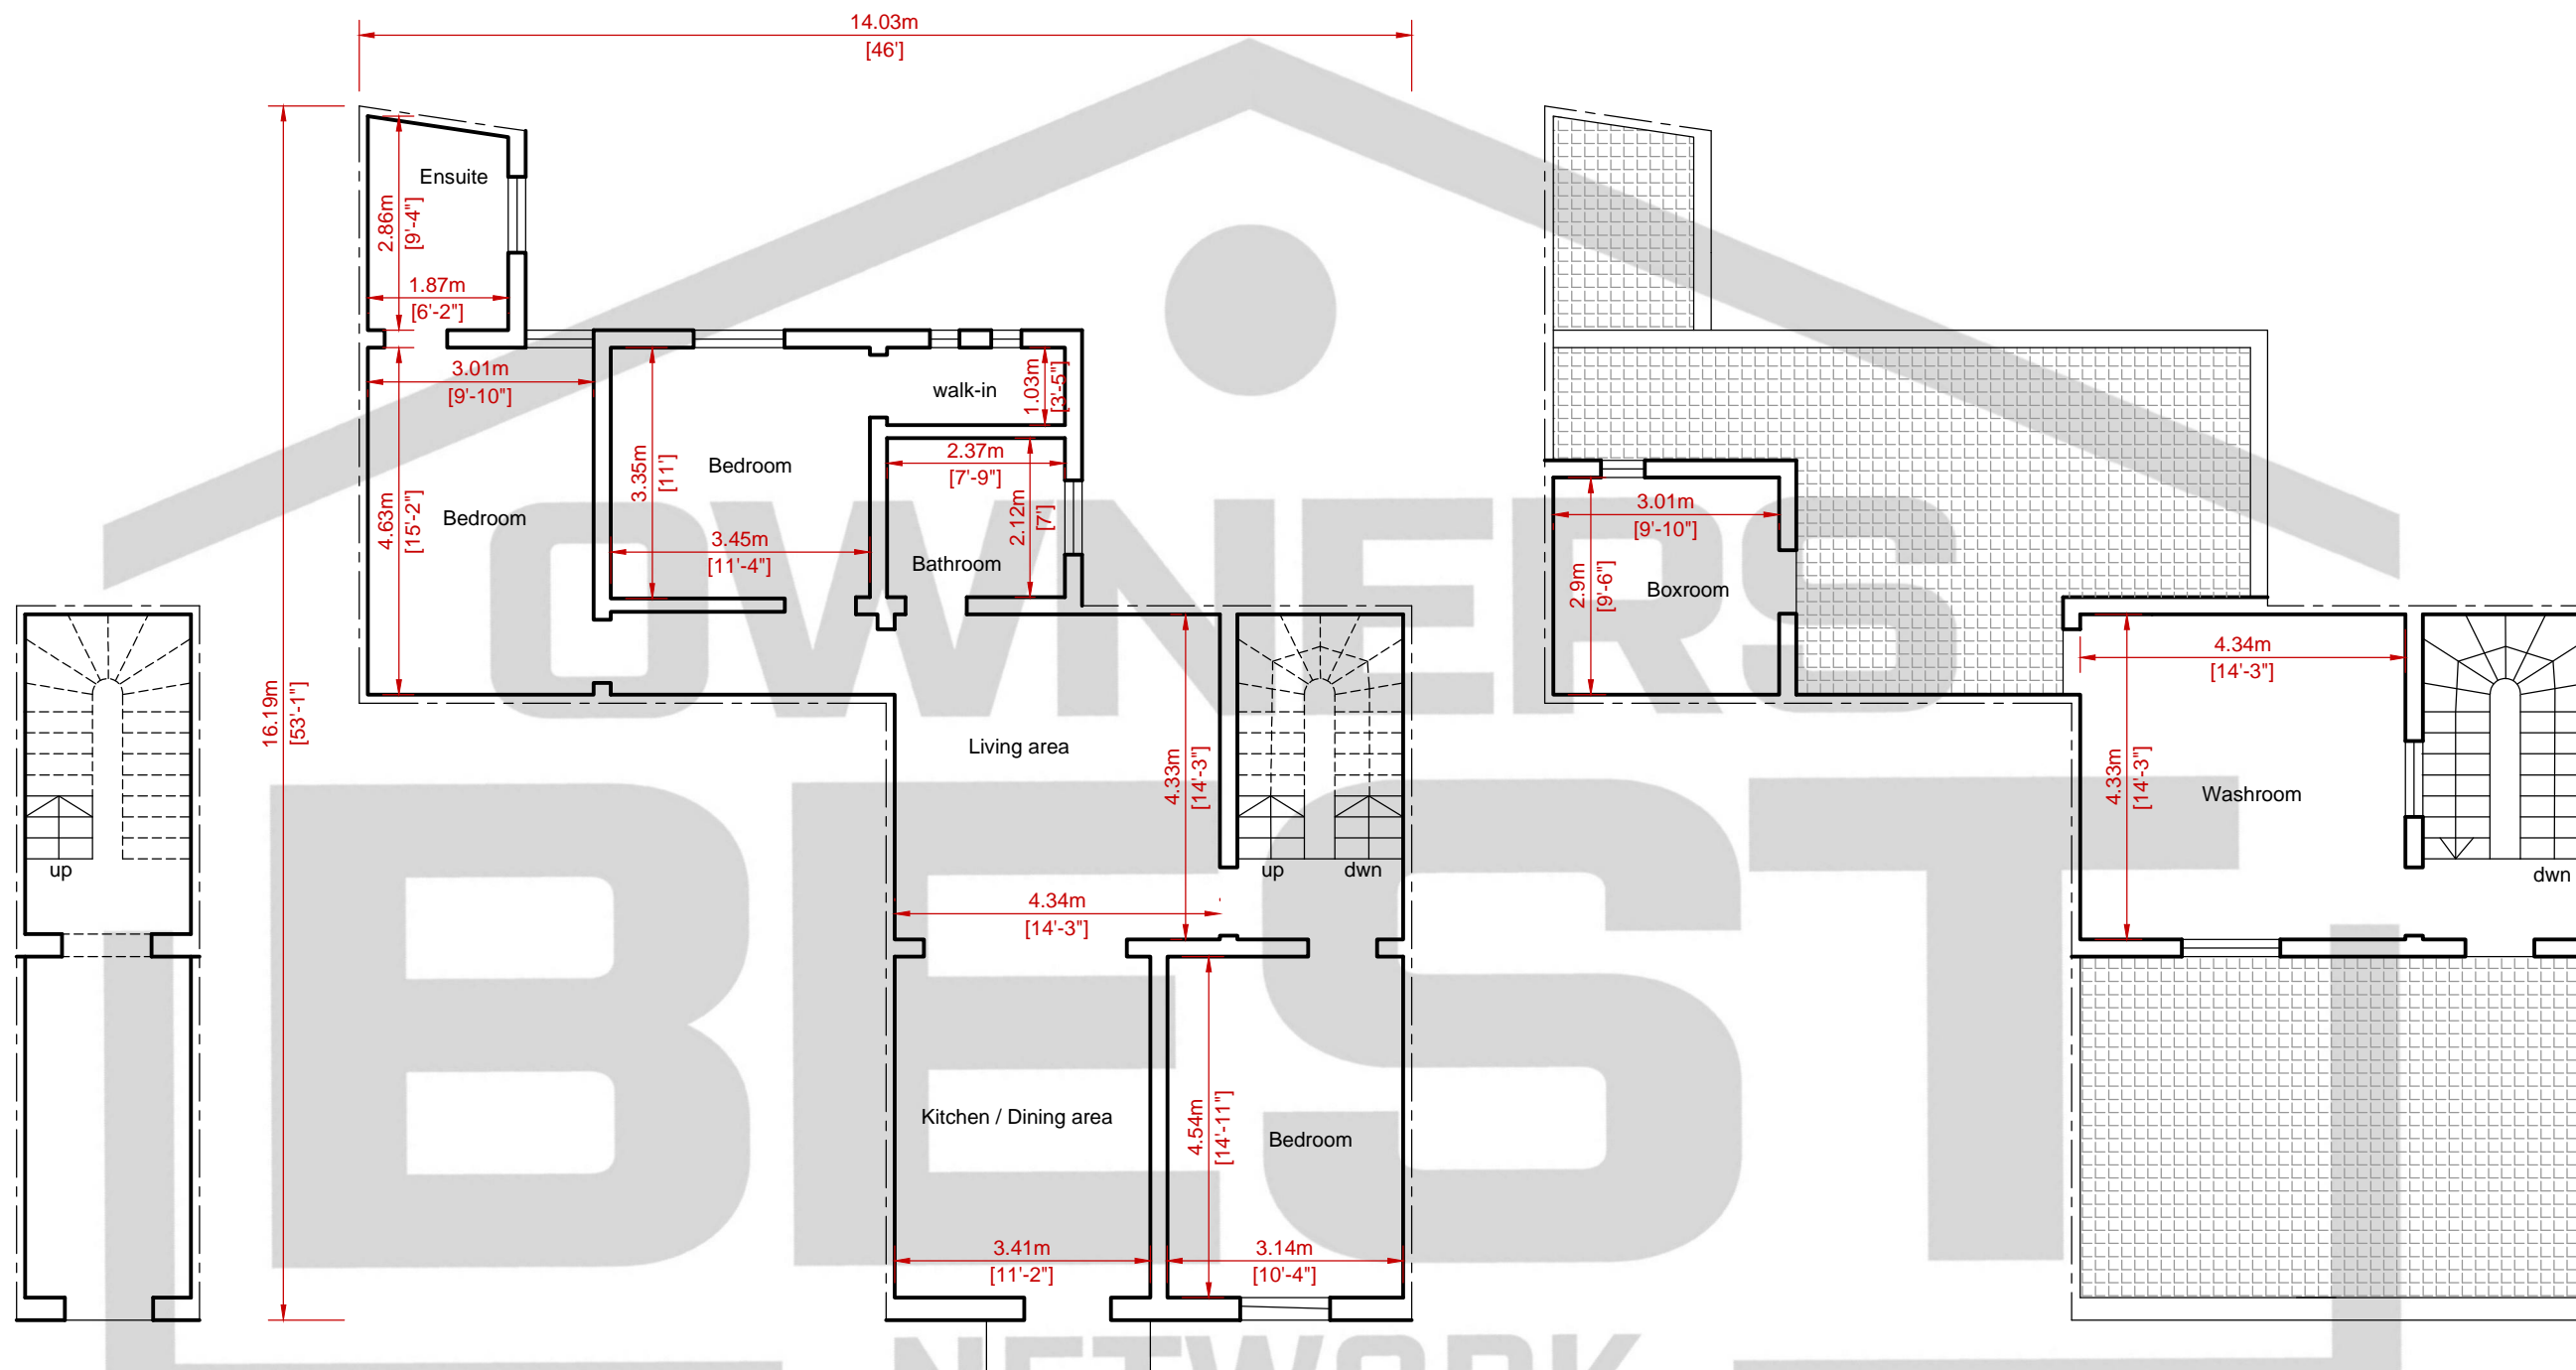 14.03m
[46']
Ensuite
2.86m
[9'-4"]
1.87m
[6'-2"]
3.01m
[9'-10"]
walk-in
1.03m
[3'-5"]
Bedroom
3.35m
[11']
2.37m
[7'-9"]
2.12m
[7']
Bedroom
4.63m
[15'-2"]
3.45m
[11'-4"]
Bathroom
3.01m
[9'-10"]
2.9m
[9'-6"]
Boxroom
OWNERS
4.34m
[14'-3"]
16.19m
[53'-1"]
Living area
4.33m
[14'-3"]
4.33m
[14'-3"]
Washroom
up
up
dwn
dwn
4.34m
[14'-3"]
BEST
Kitchen / Dining area
4.54m
[14'-11"]
Bedroom
3.41m
[11'-2"]
3.14m
[10'-4"]
NETWORK